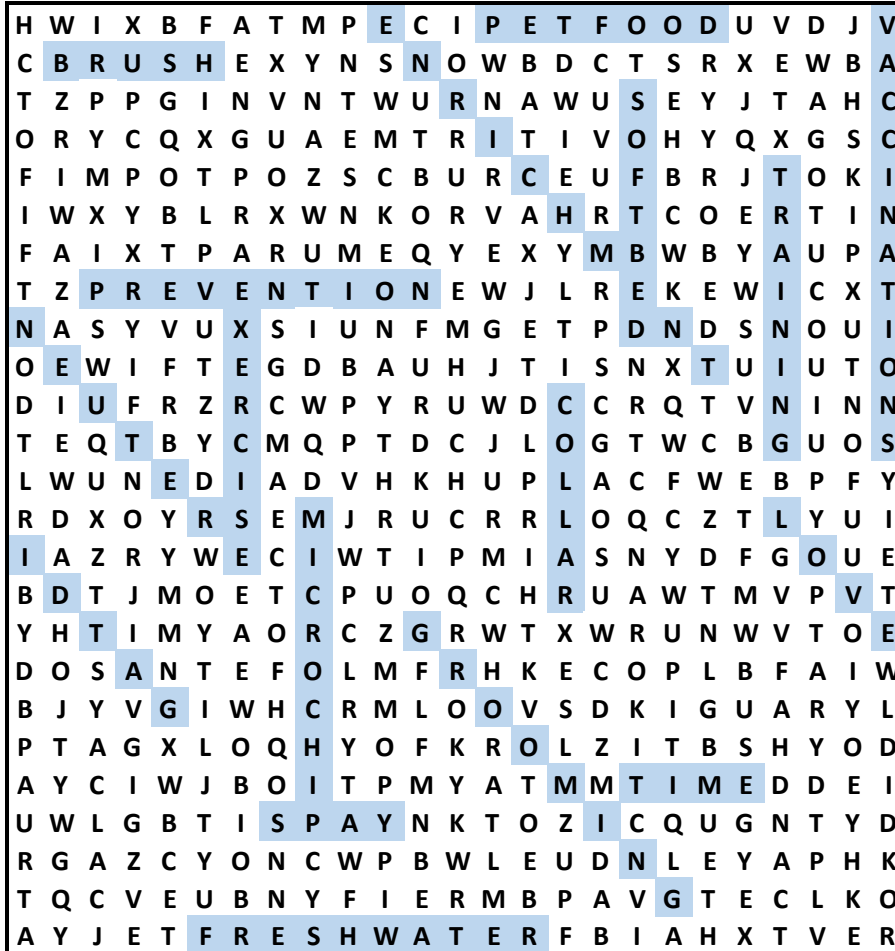 H W I X B F A T M P E C I P E T F O O D U V D J V
C B R U S H E X Y N S N O W B D C T S R X E W B A
T Z P P G I N V N T W U R N A W U S E Y J T A H C
O R Y C Q X G U A E M T R I T I V O H Y Q X G S C
F I M P O T P O Z S C B U R C E U F B R J T O K I
I W X Y B L R X W N K O R V A H R T C O E R T I N
F A I X T P A R U M E Q Y E X Y M B W B Y A U P A
T Z P R E V E N T I O N E W J L R E K E W I C X T
N A S Y V U X S I U N F M G E T P D N D S N O U I
O E W I F T E G D B A U H J T I S N X T U I U T O
D I U F R Z R C W P Y R U W D C C R Q T V N I N N
T E Q T B Y C M Q P T D C J L O G T W C B G U O S
L W U N E D I A D V H K H U P L A C F W E B P F Y
R D X O Y R S E M J R U C R R L O Q C Z T L Y U I
I A Z R Y W E C I W T I P M I A S N Y D F G O U E
B D T J M O E T C P U O Q C H R U A W T M V P V T
Y H T I M Y A O R C Z G R W T X W R U N W V T O E
D O S A N T E F O L M F R H K E C O P L B F A I W
B J Y V G I W H C R M L O O V S D K I G U A R Y L
P T A G X L O Q H Y O F K R O L Z I T B S H Y O D
A Y C I W J B O I T P M Y A T M M T I M E D D E I
U W L G B T I S P A Y N K T O Z I C Q U G N T Y D
R G A Z C Y O N C W P B W L E U D N L E Y A P H K
T Q C V E U B N Y F I E R M B P A V G T E C L K O
A Y J E T F R E S H W A T E R F B I A H X T V E R